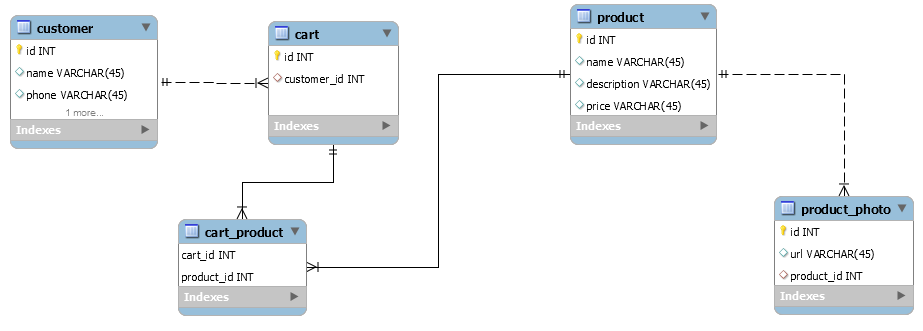 customer
id INT
name VARCHAR(45)
phone VARCHAR(45)
1 more...
Indexes
cart
id INT
customer_id INT
Indexes
product
id INT
name VARCHAR(45)
description VARCHAR(45)
price VARCHAR(45)
Indexes
cart_product
cart_id INT
product_id INT
Indexes
product_photo
id INT
url VARCHAR(45)
product_id INT
Indexes